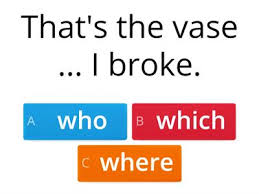 That's the vase
... I broke.
A who
B which
C where